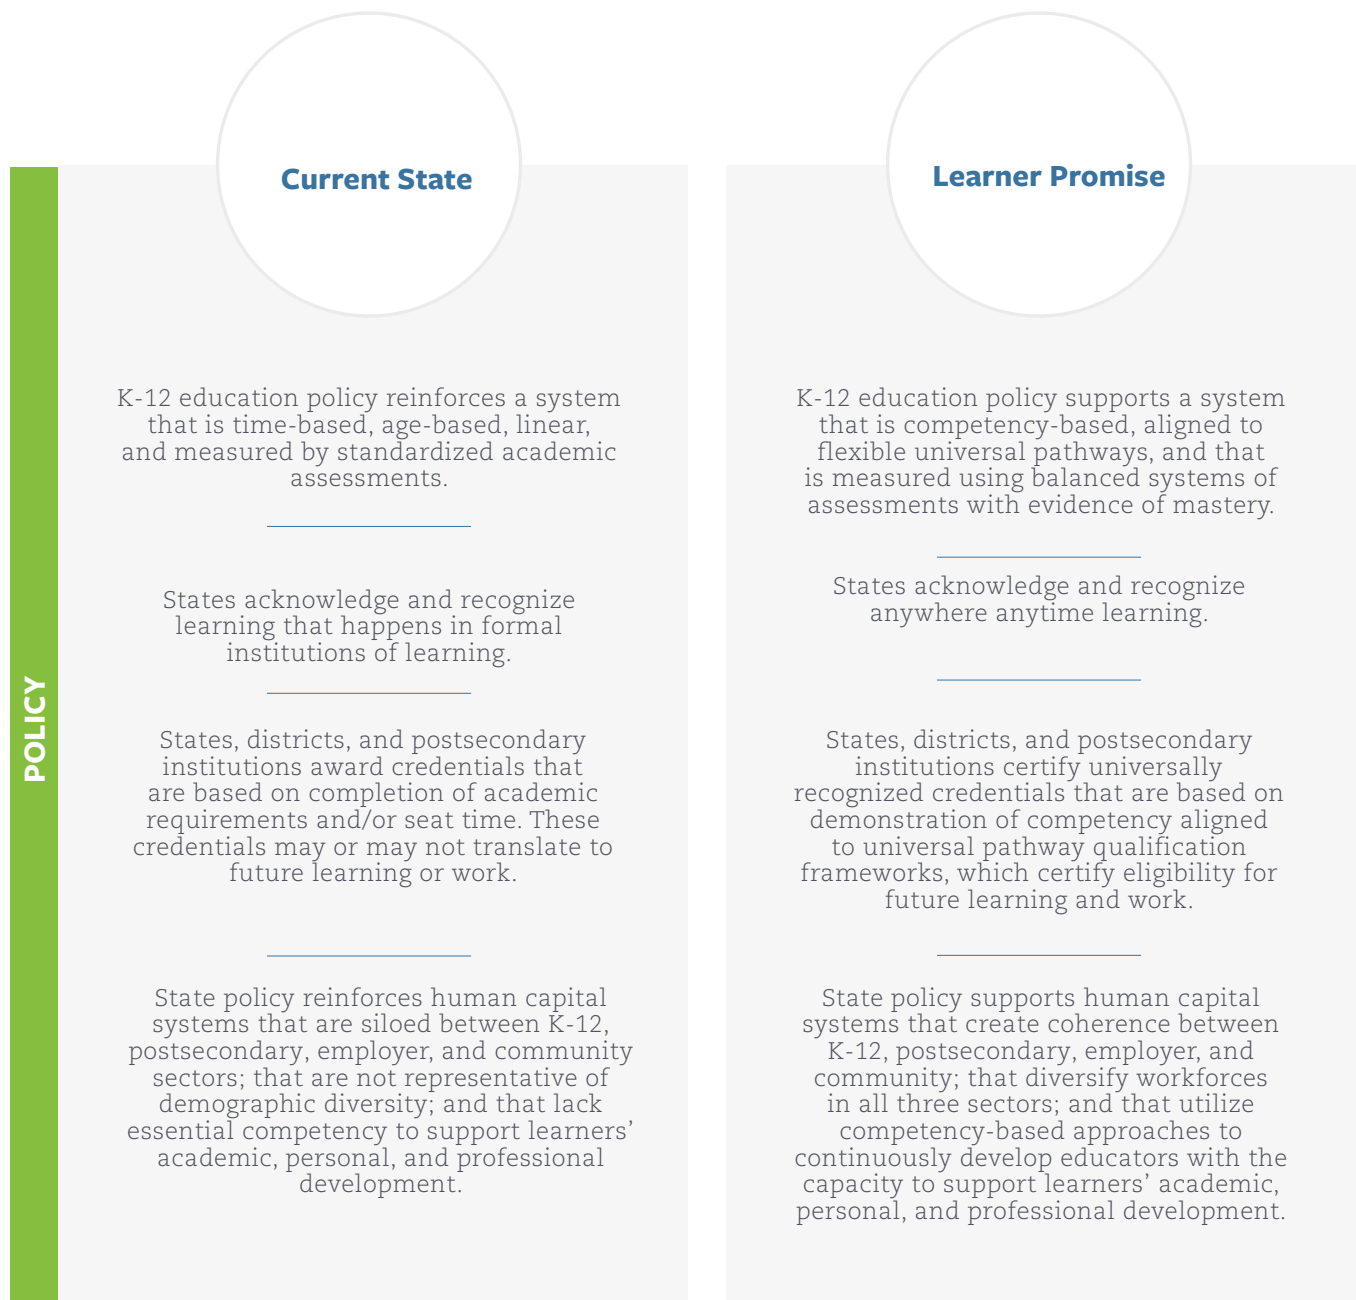 Current State
Learner Promise
POLICY
K-12 education policy reinforces a system
that is time-based, age-based, linear,
and measured by standardized academic
assessments.
States acknowledge and recognize
learning that happens in formal
institutions of learning.
States, districts, and postsecondary
institutions award credentials that
are based on completion of academic
requirements and/or seat time. These
credentials may or may not translate to
future learning or work.
State policy reinforces human capital
systems that are siloed between K-12,
postsecondary, employer, and community
sectors; that are not representative of
demographic diversity; and that lack
essential competency to support learners’
academic, personal, and professional
development.
K-12 education policy supports a system
that is competency-based, aligned to
flexible universal pathways, and that
is measured using balanced systems of
assessments with evidence of mastery.
States acknowledge and recognize
anywhere anytime learning.
States, districts, and postsecondary
institutions certify universally
recognized credentials that are based on
demonstration of competency aligned
to universal pathway qualification
frameworks, which certify eligibility for
future learning and work.
State policy supports human capital
systems that create coherence between
K-12, postsecondary, employer, and
community; that diversify workforces
in all three sectors; and that utilize
competency-based approaches to
continuously develop educators with the
capacity to support learners’ academic,
personal, and professional development.